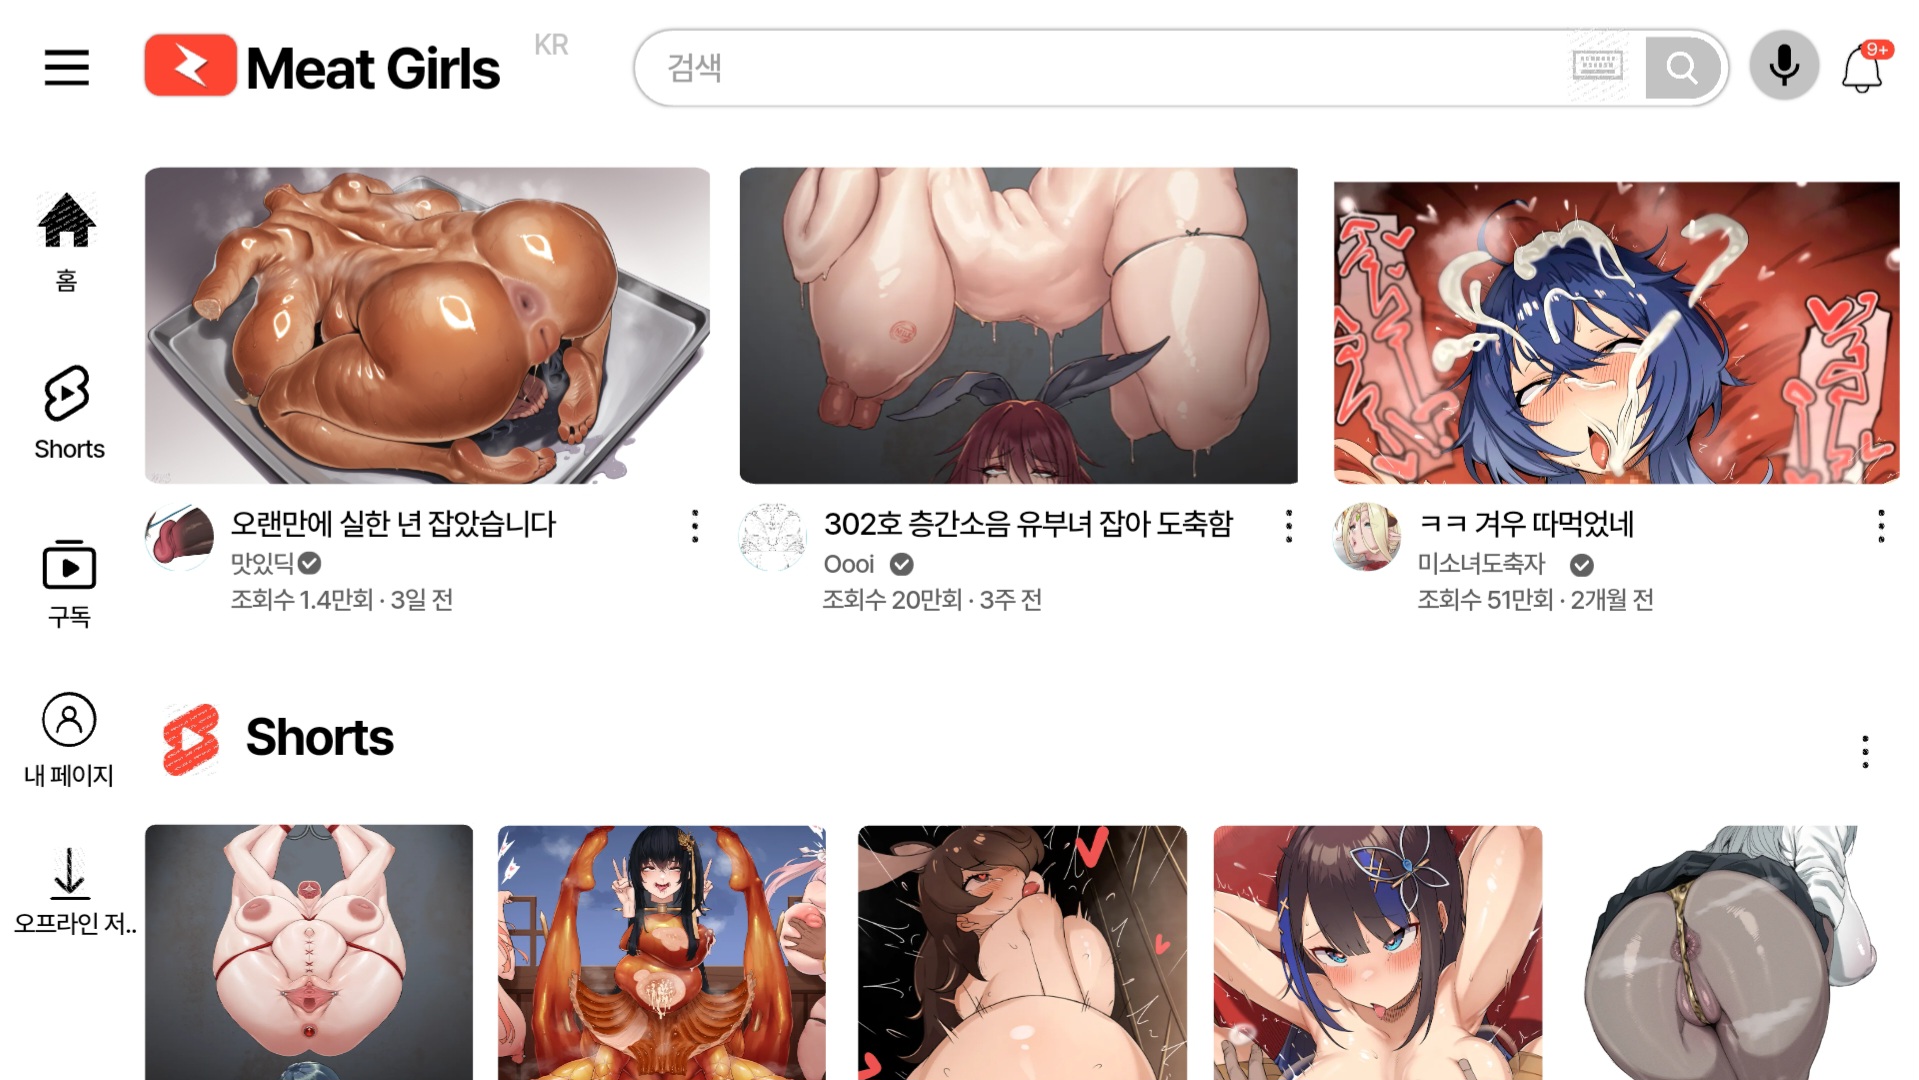 Meat Girls
KR
검색
9+
홈
Shorts
구독
내 페이지
오프라인 저..
오랜만에 실한 년 잡았습니다
맛있딕
조회수 1.4만회 · 3일 전
302호 층간소음 유부녀 잡아 도축함
Oooi
조회수 20만회 · 3주 전
ㅋㅋ 겨우 따먹었네
미소녀도축자
조회수 51만회 · 2개월 전
Shorts